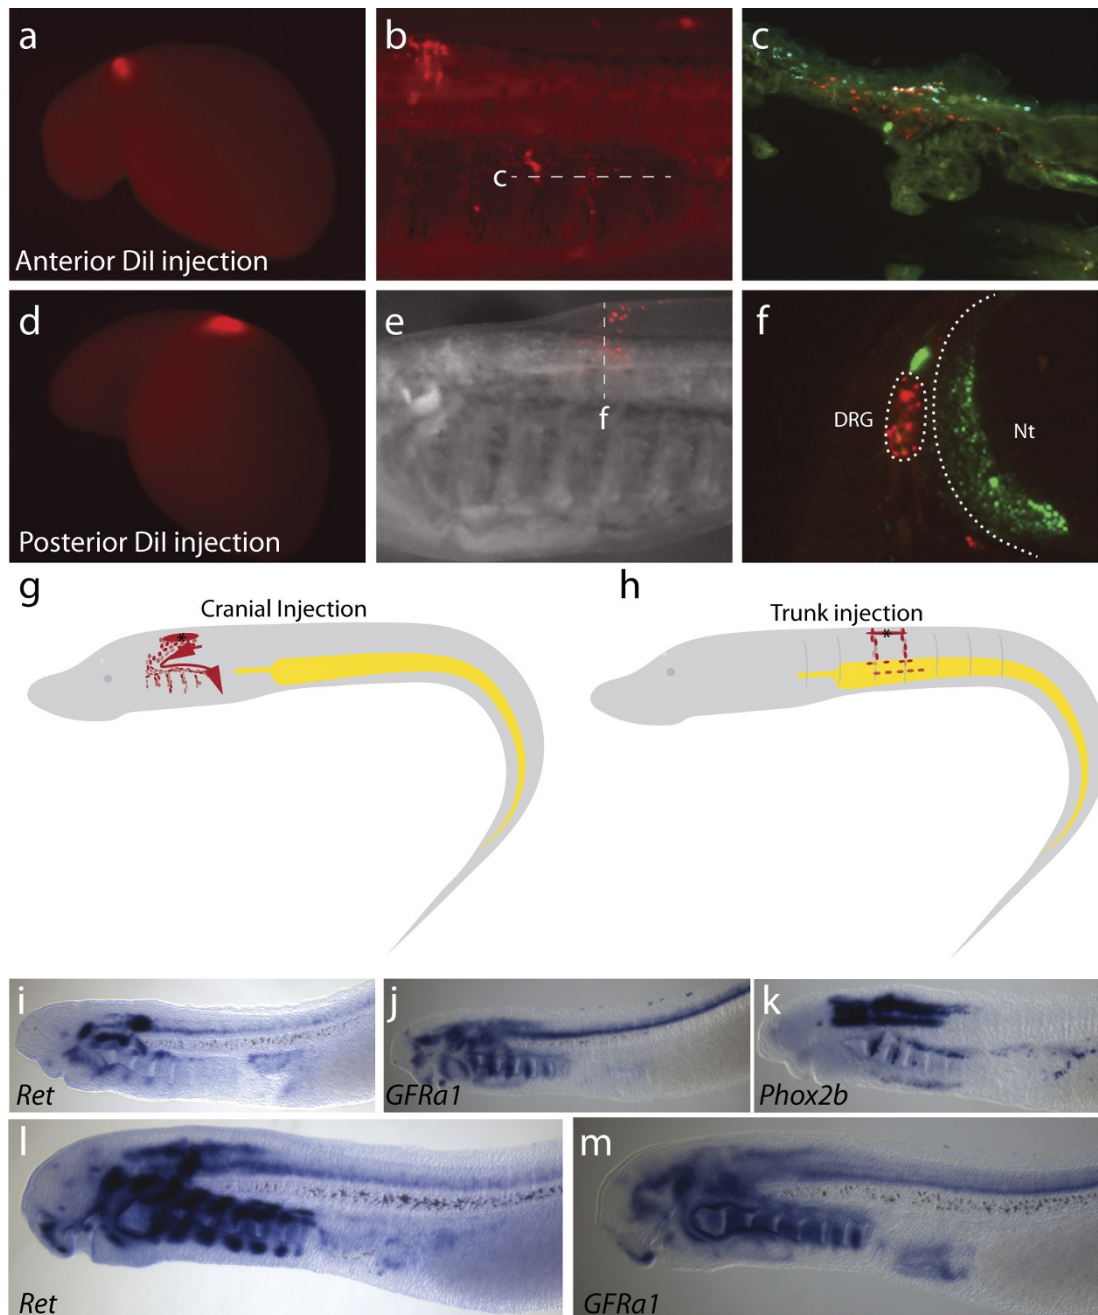 a
b
c
c
Anterior DiI injection
d
e
f
f
DRG
Nt
Posterior DiI injection
g
Cranial Injection
*
h
Trunk injection
*
i
Ret
j
GFRa1
k
Phox2b
l
Ret
m
GFRa1